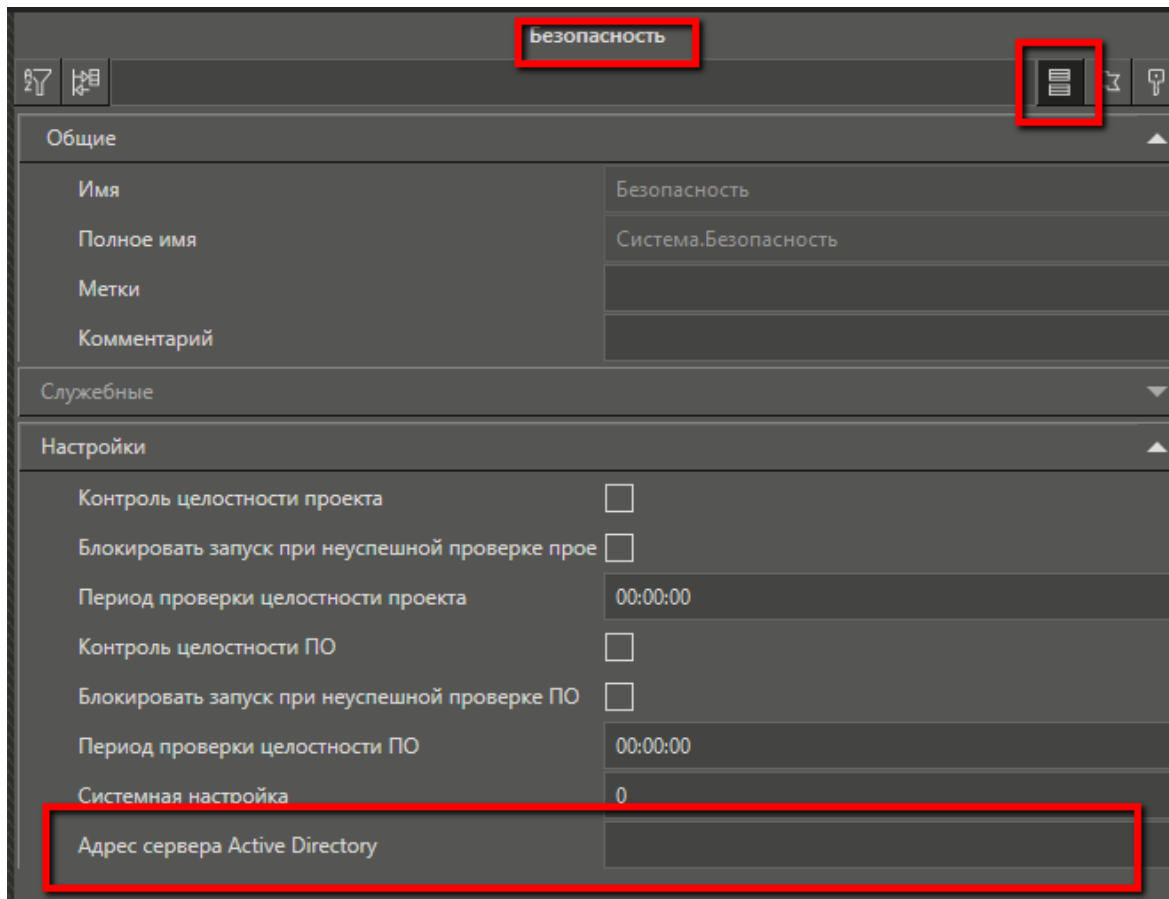 Безопасность
Общие
Имя Безопасность
Полное имя Система.Безопасность
Метки
Комментарий
Служебные
Настройки
Контроль целостности проекта
Блокировать запуск при неуспешной проверке прое
Период проверки целостности проекта 00:00:00
Контроль целостности ПО
Блокировать запуск при неуспешной проверке ПО
Период проверки целостности ПО 00:00:00
Системная настройка 0
Адрес сервера Active Directory